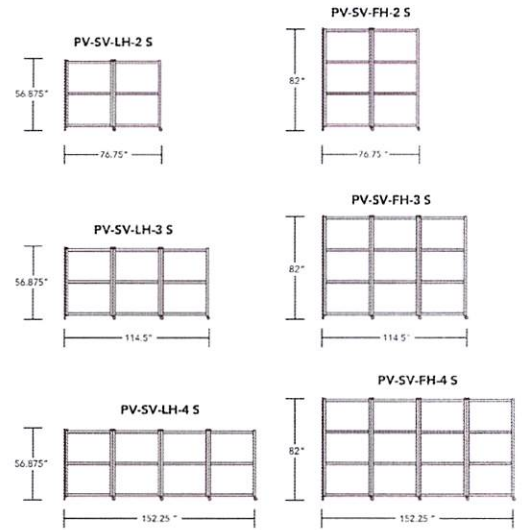 PV-SV-FH-2 S
PV-SV-LH-2 S
56.875"
82"
76.75"
76.75"
PV-SV-LH-3 S
PV-SV-FH-3 S
56.875"
82"
114.5"
114.5"
PV-SV-LH-4 S
PV-SV-FH-4 S
56.875"
82"
152.25 "
152.25 "